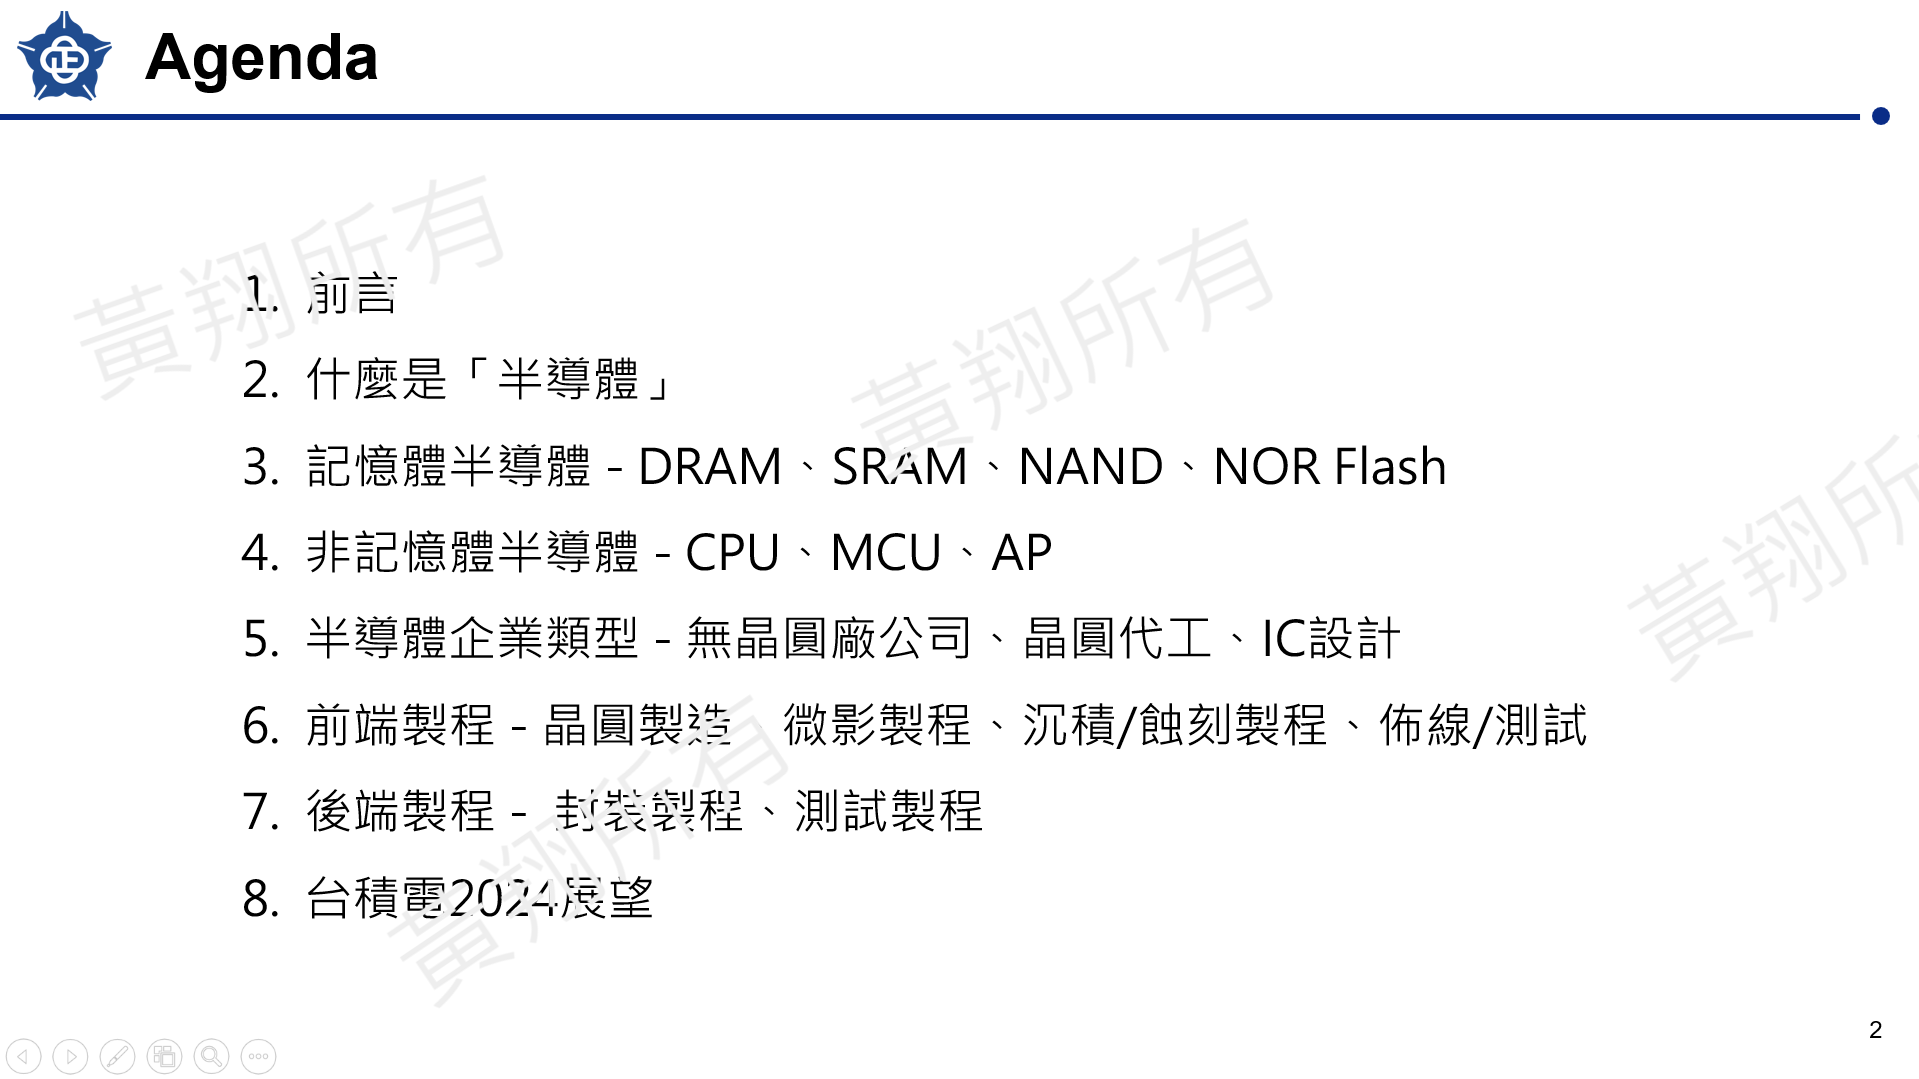 Agenda
黃翔所有
黃翔所有
黃翔所
黃翔所有
1. 前言
2. 什麼是「半導體」
3. 記憶體半導體 - DRAM、SRAM、NAND、NOR Flash
4. 非記憶體半導體 - CPU、MCU、AP
5. 半導體企業類型 - 無晶圓廠公司、晶圓代工、IC設計
6. 前端製程 - 晶圓製造、微影製程、沉積/蝕刻製程、佈線/測試
7. 後端製程 - 封裝製程、測試製程
8. 台積電2024展望
2